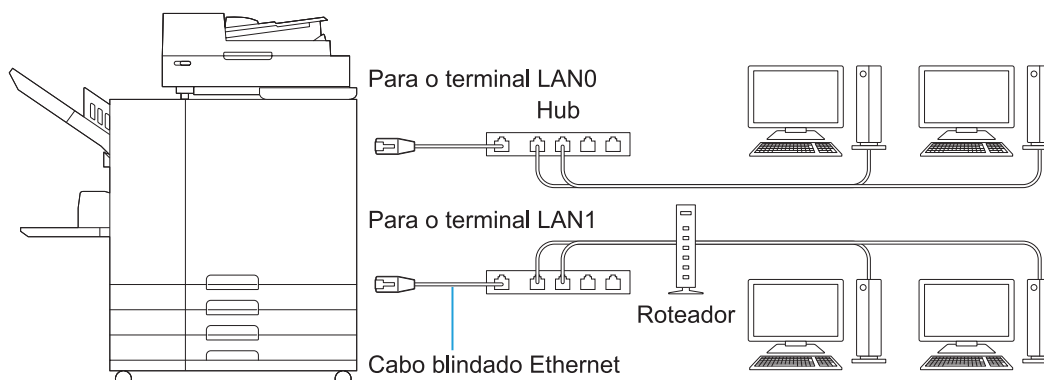 Para o terminal LAN0
Hub
Para o terminal LAN1
Roteador
Cabo blindado Ethernet